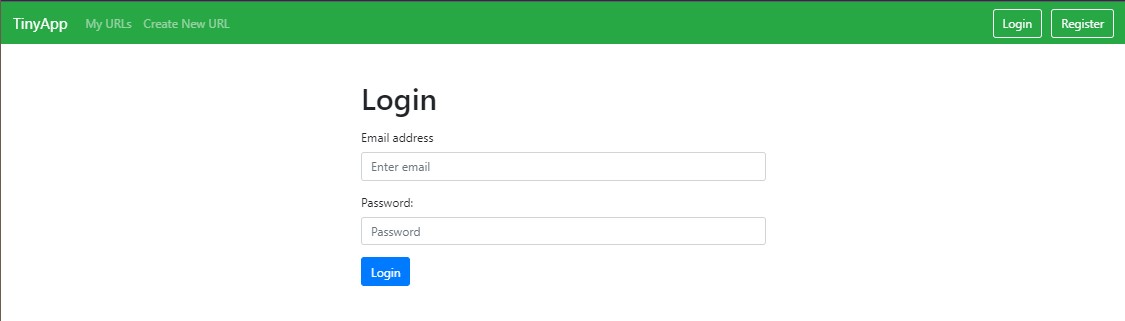 TinyApp My URLs Create New URL Login Register
Login
Email address
Enter email
Password:
Password
Login